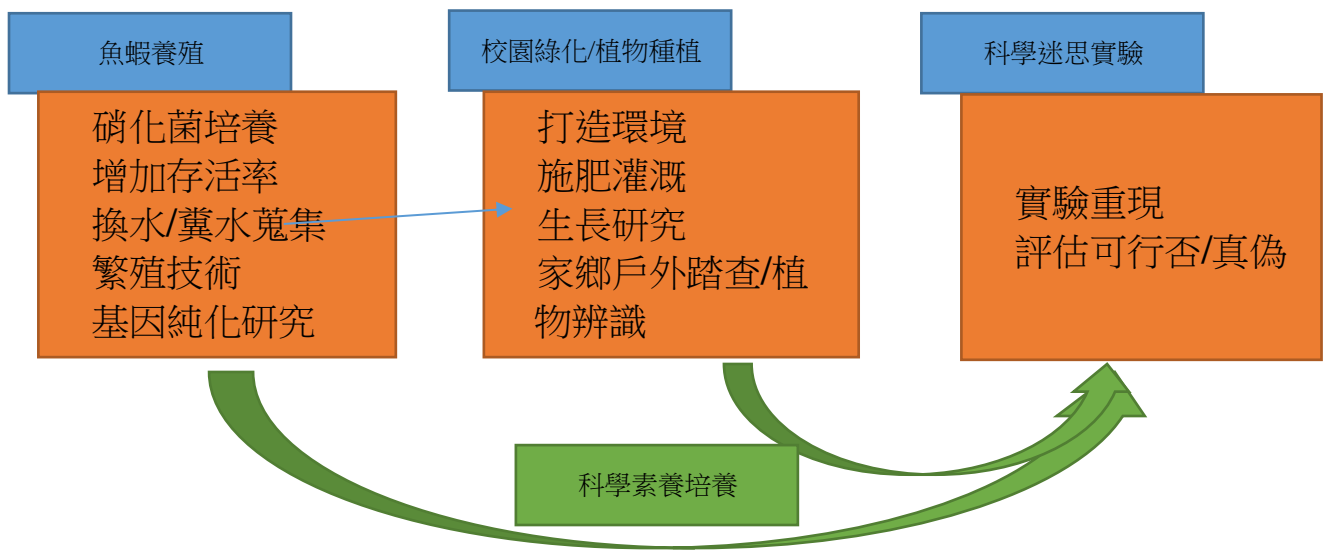 魚蝦養殖
硝化菌培養
增加存活率
換水/糞水蒐集
繁殖技術
基因純化研究
校園綠化/植物種植
打造環境
施肥灌溉
生長研究
家鄉戶外踏查/植
物辨識
科學迷思實驗
實驗重現
評估可行否/真偽
科學素養培養